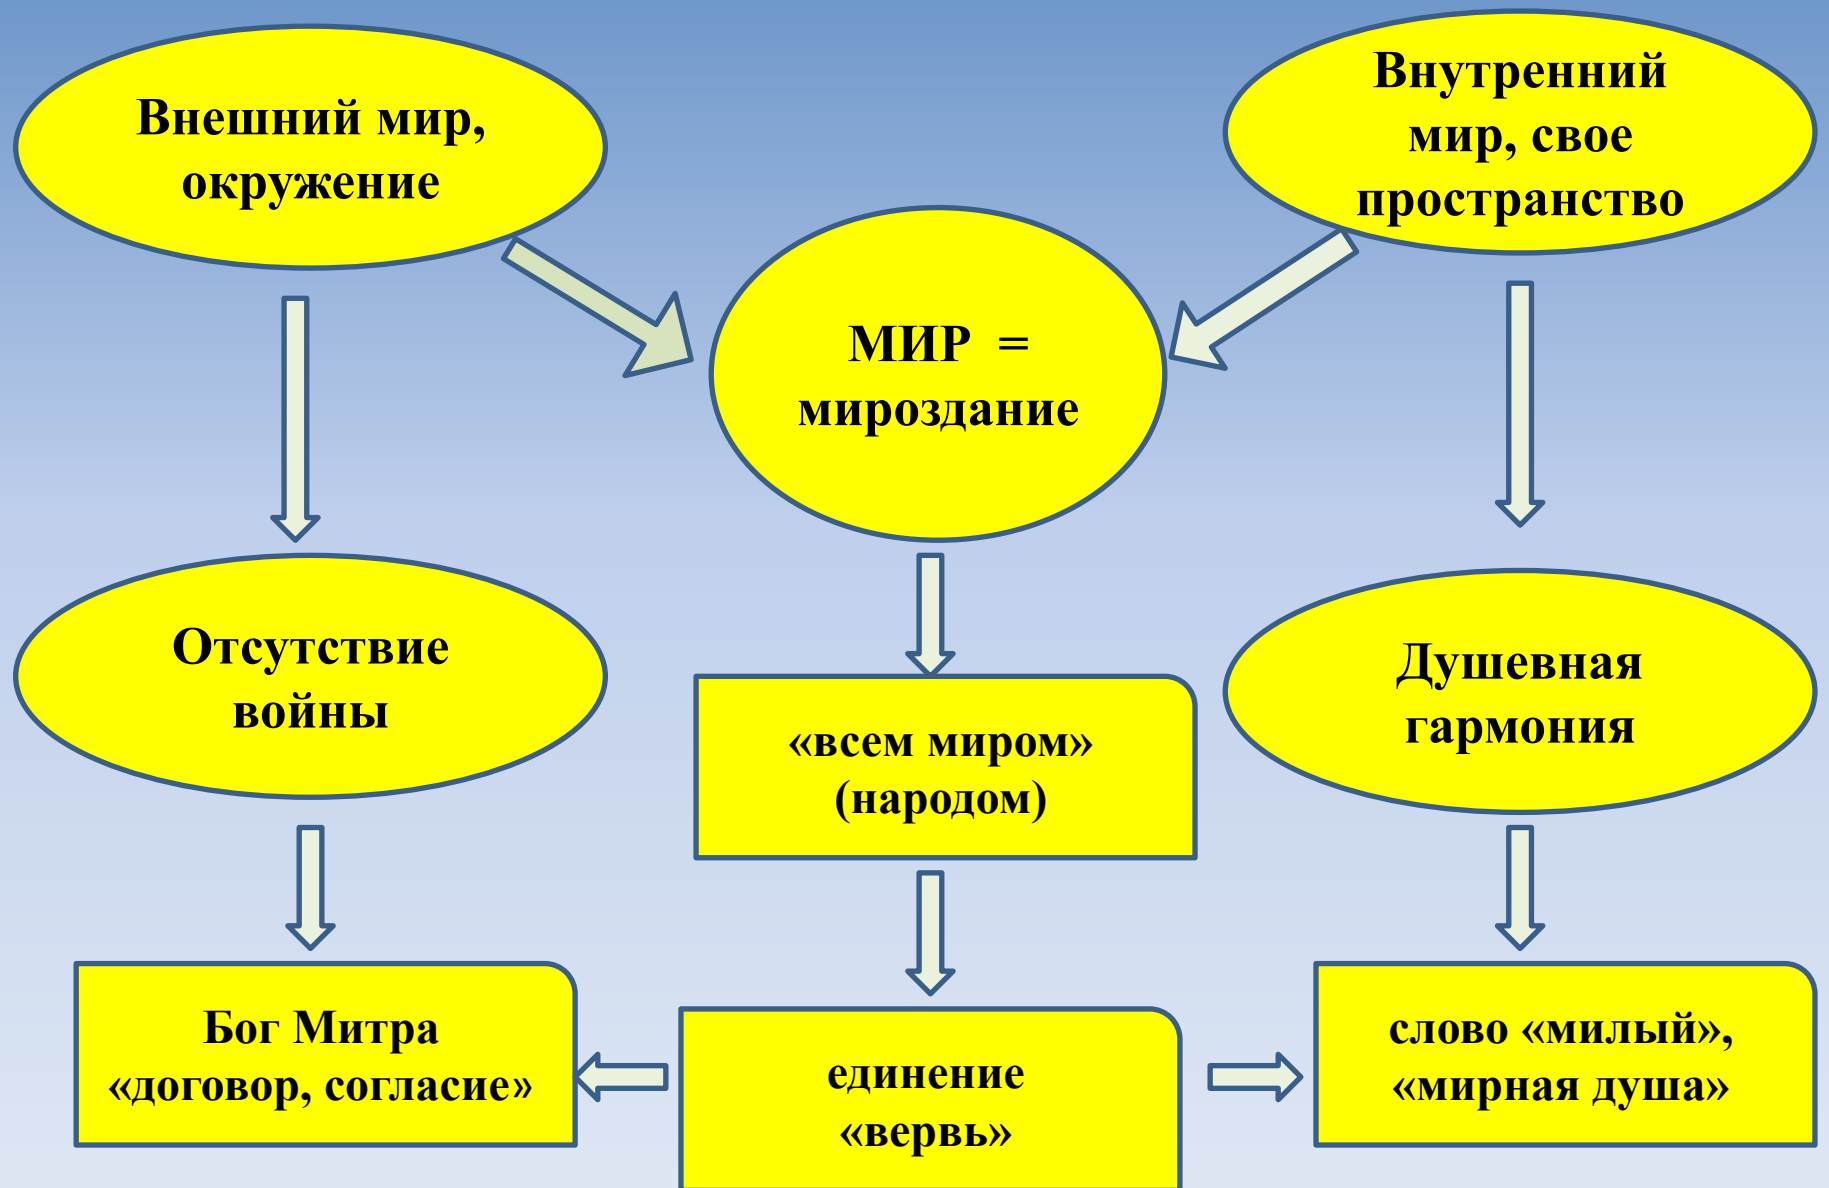 Внешний мир,
окружение
Внутренний
мир, свое
пространство
МИР =
мироздание
Отсутствие
войны
«всем миром»
(народом)
Душевная
гармония
Бог Митра
«договор, согласие»
единение
«вервь»
слово «милый»,
«мирная душа»